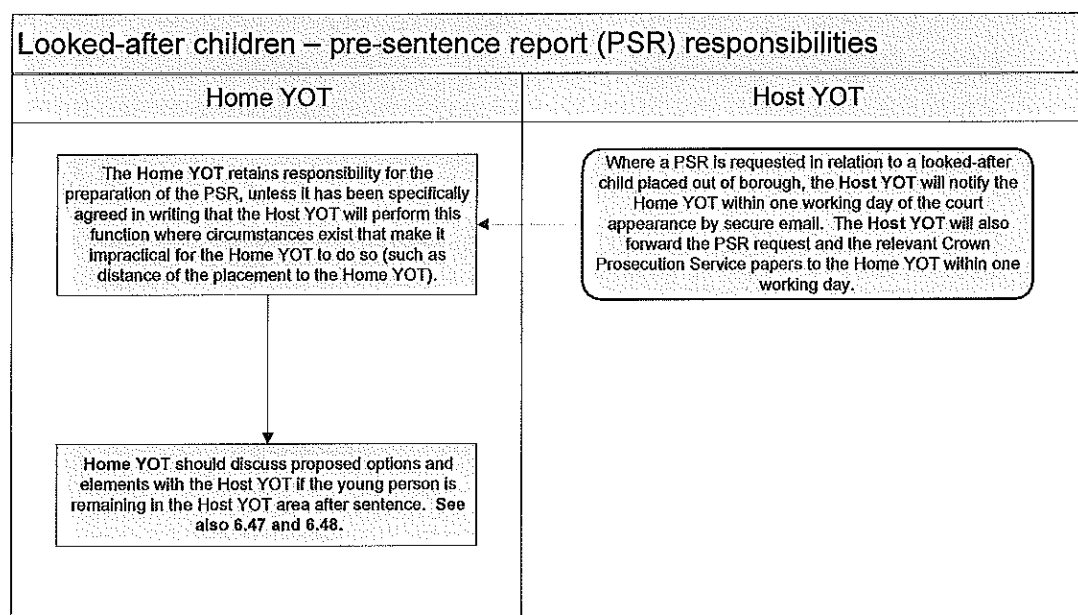 Looked-after children – pre-sentence report (PSR) responsibilities
Home YOT
Host YOT
The Home YOT retains responsibility for the
preparation of the PSR, unless it has been specifically
agreed in writing that the Host YOT will perform this
function where circumstances exist that make it
impractical for the Home YOT to do so (such as
distance of the placement to the Home YOT).
Where a PSR is requested in relation to a looked-after
child placed out of borough, the Host YOT will notify the
Home YOT within one working day of the court
appearance by secure email. The Host YOT will also
forward the PSR request and the relevant Crown
Prosecution Service papers to the Home YOT within one
working day.
Home YOT should discuss proposed options and
elements with the Host YOT if the young person is
remaining in the Host YOT area after sentence. See
also 6.47 and 6.48.